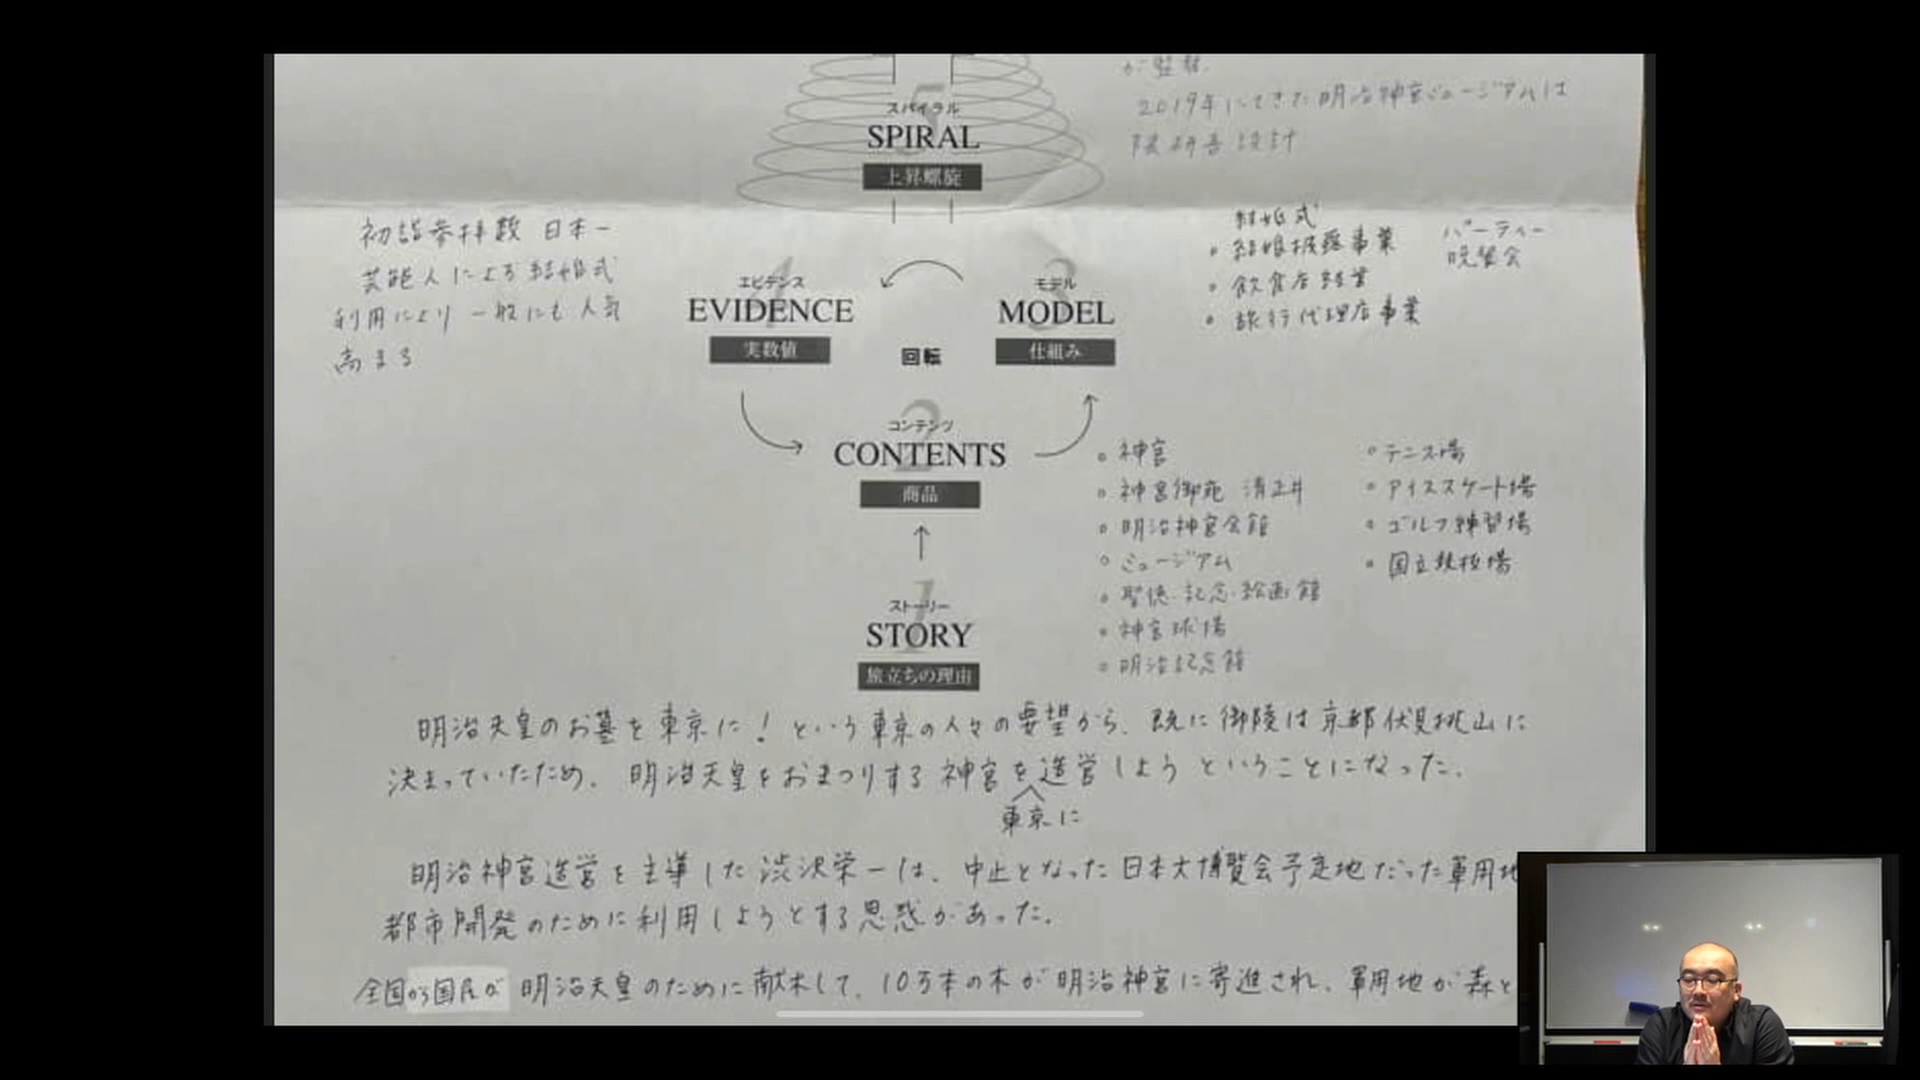 が監督.
2019年にできた明治神宮ミュージアムは
隈研吾設計
5
スパイラル
SPIRAL
上昇螺旋
初詣参拝数 日本一
芸能人による結婚式
利用により 一般にも人気
高まる
4
エビデンス
EVIDENCE
実数値
回転
3
モデル
MODEL
仕組み
結婚式
・結婚披露事業
・飲食店経営
・旅行代理店事業
パーティー
晩餐会
2
コンテンツ
CONTENTS
商品
・神宮
・神宮御苑 清正井
・明治神宮会館
・ミュージアム
・聖徳記念絵画館
・神宮球場
・明治記念館
・テニス場
・アイススケート場
・ゴルフ練習場
・国立競技場
1
ストーリー
STORY
旅立ちの理由
明治天皇のお墓を東京に！という東京の人々の要望から、既に御陵は京都伏見桃山に
決まっていたため、明治天皇をおまつりする神宮を造営しようということになった.
東京に
明治神宮造営を主導した渋沢栄一は、中止となった日本大博覧会予定地だった軍用地
都市開発のために利用しようとする思惑があった.
全国から国民が明治天皇のために献木して、10万本の木が明治神宮に寄進され、軍用地が森と